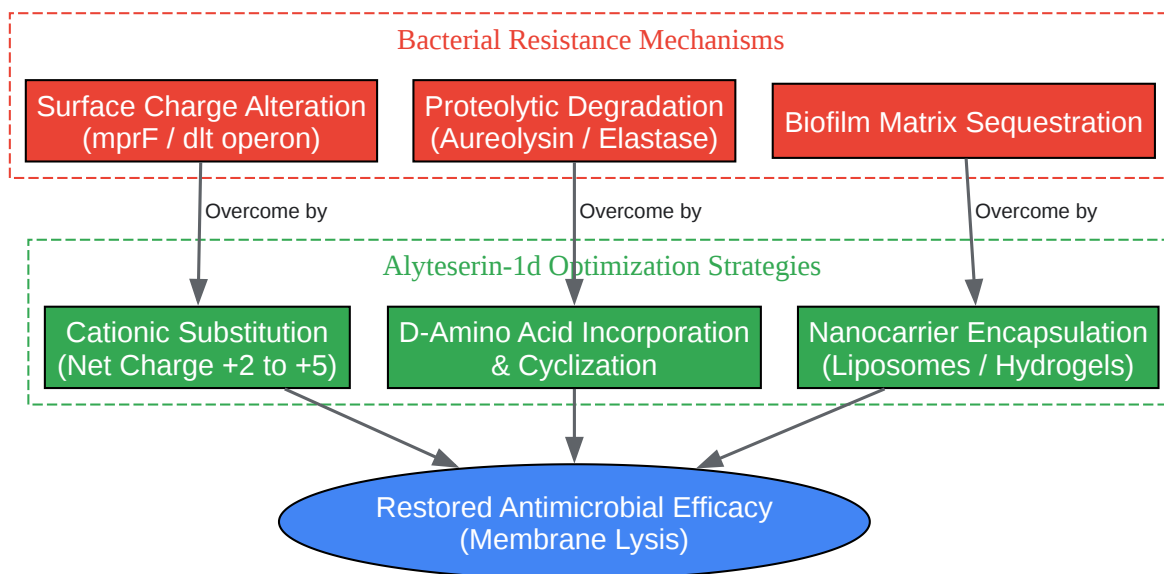 Bacterial Resistance Mechanisms
Surface Charge Alteration
(mprF / dlt operon)
Proteolytic Degradation
(Aureolysin / Elastase)
Biofilm Matrix Sequestration
Overcome by
Overcome by
Overcome by
Alyteserin-1d Optimization Strategies
Cationic Substitution
(Net Charge +2 to +5)
D-Amino Acid Incorporation
& Cyclization
Nanocarrier Encapsulation
(Liposomes / Hydrogels)
Restored Antimicrobial Efficacy
(Membrane Lysis)